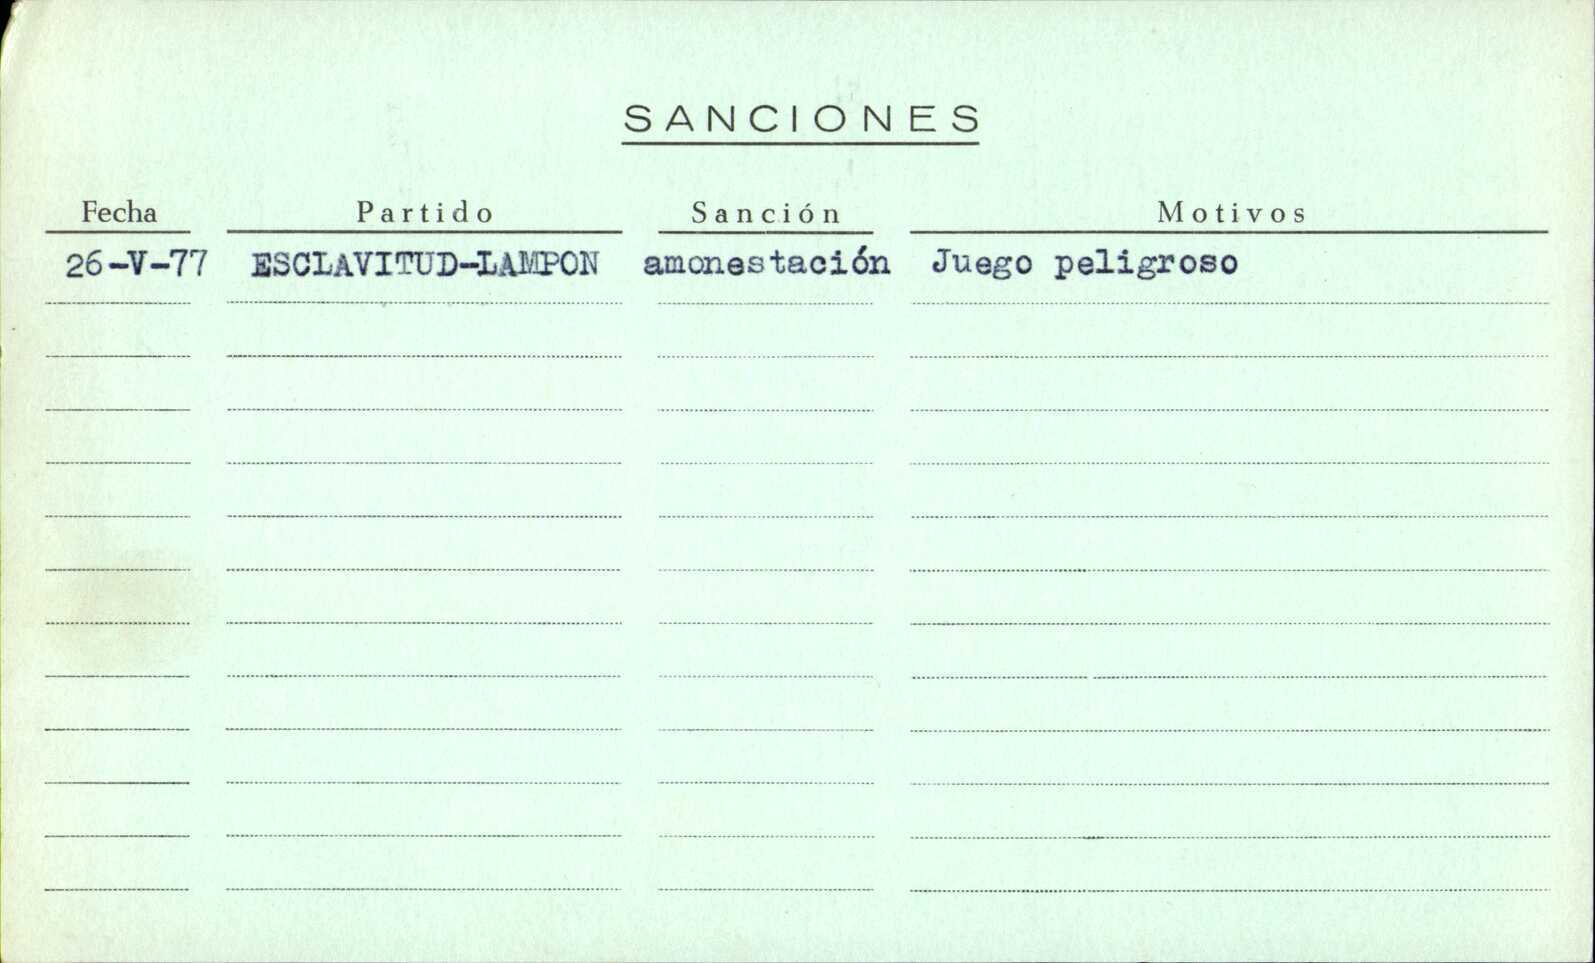 SANCIONES
Fecha Partido Sanción Motivos
26-V-77 ESCLAVITUD-LAMPON amonestación Juego peligroso